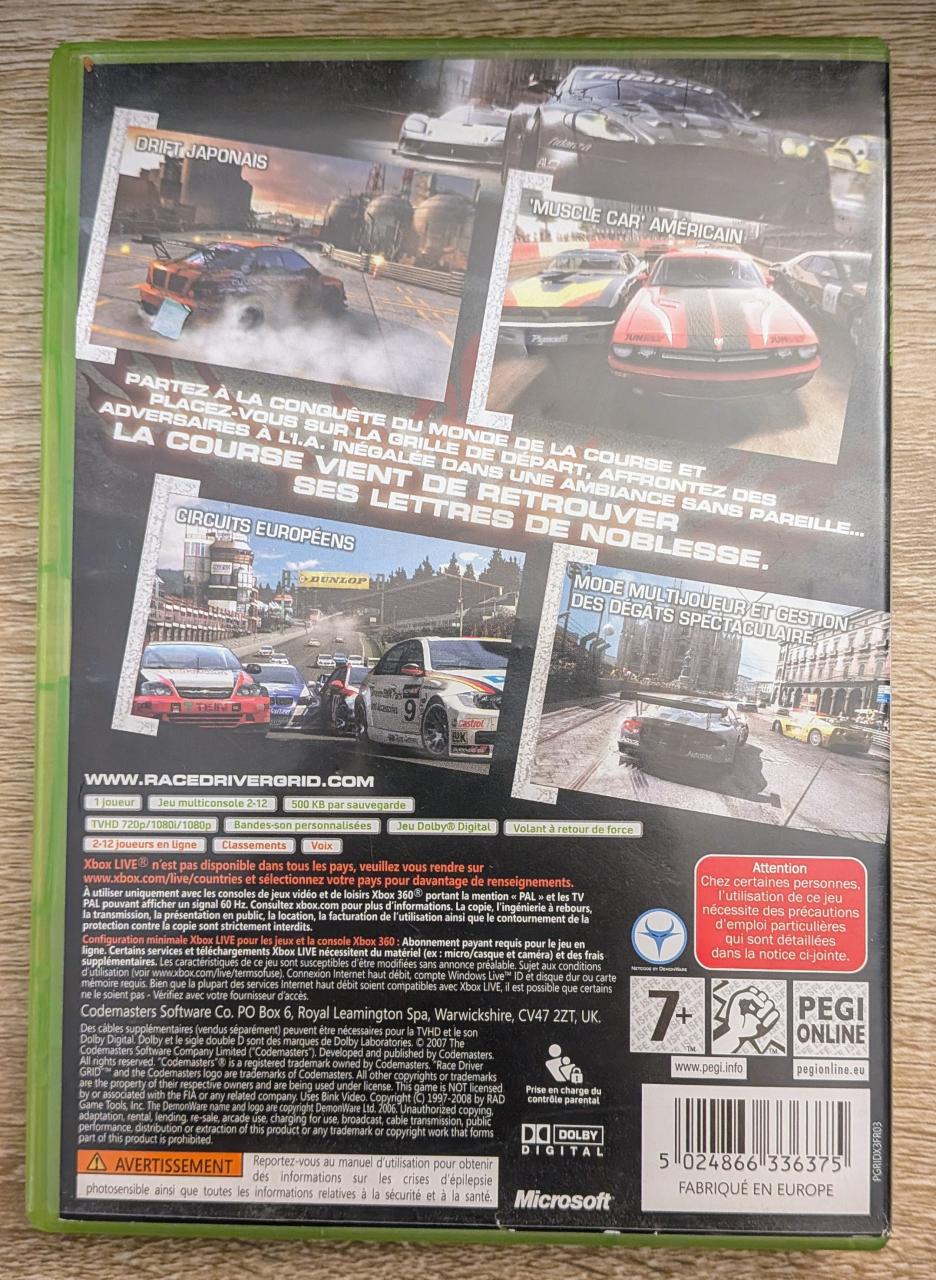 DRIFT JAPONAIS
'MUSCLE CAR' AMÉRICAIN
PARTEZ À LA CONQUÊTE DU MONDE DE LA COURSE ET
PLACEZ-VOUS SUR LA GRILLE DE DÉPART, AFFRONTEZ DES
ADVERSAIRES À L'I.A. INÉGALÉE DANS UNE AMBIANCE SANS PAREILLE...
LA COURSE VIENT DE RETROUVER
SES LETTRES DE NOBLESSE.
CIRCUITS EUROPÉENS
DUNLOP
TEIN
9
Castrol
MODE MULTIJOUEUR ET GESTION
DES DÉGÂTS SPECTACULAIRE
WWW.RACEDRIVERGRID.COM
1 joueur Jeu multiconsole 2-12 500 KB par sauvegarde
TVHD 720p/1080i/1080p Bandes-son personnalisées Jeu Dolby® Digital Volant à retour de force
2-12 joueurs en ligne Classements Voix
Xbox LIVE® n'est pas disponible dans tous les pays, veuillez vous rendre sur
www.xbox.com/live/countries et sélectionnez votre pays pour davantage de renseignements.
À utiliser uniquement avec les consoles de jeux vidéo et de loisirs Xbox 360® portant la mention « PAL » et les TV
PAL pouvant afficher un signal 60 Hz. Consultez xbox.com pour plus d'informations. La copie, l'ingénierie à rebours,
la transmission, la présentation en public, la location, la facturation de l'utilisation ainsi que le contournement de la
protection contre la copie sont strictement interdits.
Configuration minimale Xbox LIVE pour les jeux et la console Xbox 360 : Abonnement payant requis pour le jeu en
ligne. Certains services et téléchargements Xbox LIVE nécessitent du matériel (ex : micro/casque et caméra) et des frais
supplémentaires. Les caractéristiques de ce jeu sont susceptibles d'être modifiées sans annonce préalable. Sujet aux conditions
d'utilisation (voir www.xbox.com/live/termsofuse). Connexion Internet haut débit, compte Windows Live™ ID et disque dur ou carte
mémoire requis. Bien que la plupart des services Internet haut débit soient compatibles avec Xbox LIVE, il est possible que certains
ne le soient pas - Vérifiez avec votre fournisseur d'accès.
Codemasters Software Co. PO Box 6, Royal Leamington Spa, Warwickshire, CV47 2ZT, UK.
Des câbles supplémentaires (vendus séparément) peuvent être nécessaires pour la TVHD et le son
Dolby Digital. Dolby et le sigle double D sont des marques de Dolby Laboratories. © 2007 The
Codemasters Software Company Limited ("Codemasters"). Developed and published by Codemasters.
All rights reserved. "Codemasters"® is a registered trademark owned by Codemasters. "Race Driver
GRID"™ and the Codemasters logo are trademarks of Codemasters. All other copyrights or trademarks
are the property of their respective owners and are being used under license. This game is NOT licensed
by or associated with the FIA or any related company. Uses Bink Video. Copyright (C) 1997-2008 by RAD
Game Tools, Inc. The DemonWare name and logo are copyright DemonWare Ltd. 2006. Unauthorized copying,
adaptation, rental, lending, re-sale, arcade use, charging for use, broadcast, cable transmission, public
performance, distribution or extraction of this product or any trademark or copyright work that forms
part of this product is prohibited.
AVERTISSEMENT
Reportez-vous au manuel d'utilisation pour obtenir
des informations sur les crises d'épilepsie
photosensible ainsi que toutes les informations relatives à la sécurité et à la santé.
Prise en charge du
contrôle parental
DOLBY
DIGITAL
Microsoft®
NETCODE BY DEMONWARE
Attention
Chez certaines personnes,
l'utilisation de ce jeu
nécessite des précautions
d'emploi particulières
qui sont détaillées
dans la notice ci-jointe.
7+
™
™
PEGI
ONLINE
www.pegi.info
pegionline.eu
5 024866 336375
FABRIQUÉ EN EUROPE
PGRIDX3FR03